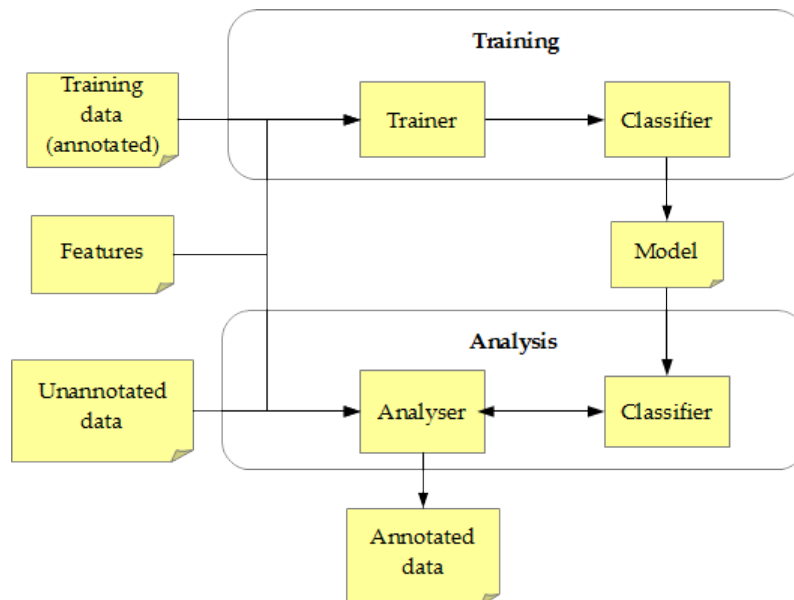 Training
Training
data
(annotated)
Trainer
Classifier
Features
Model
Analysis
Unannotated
data
Analyser
Classifier
Annotated
data